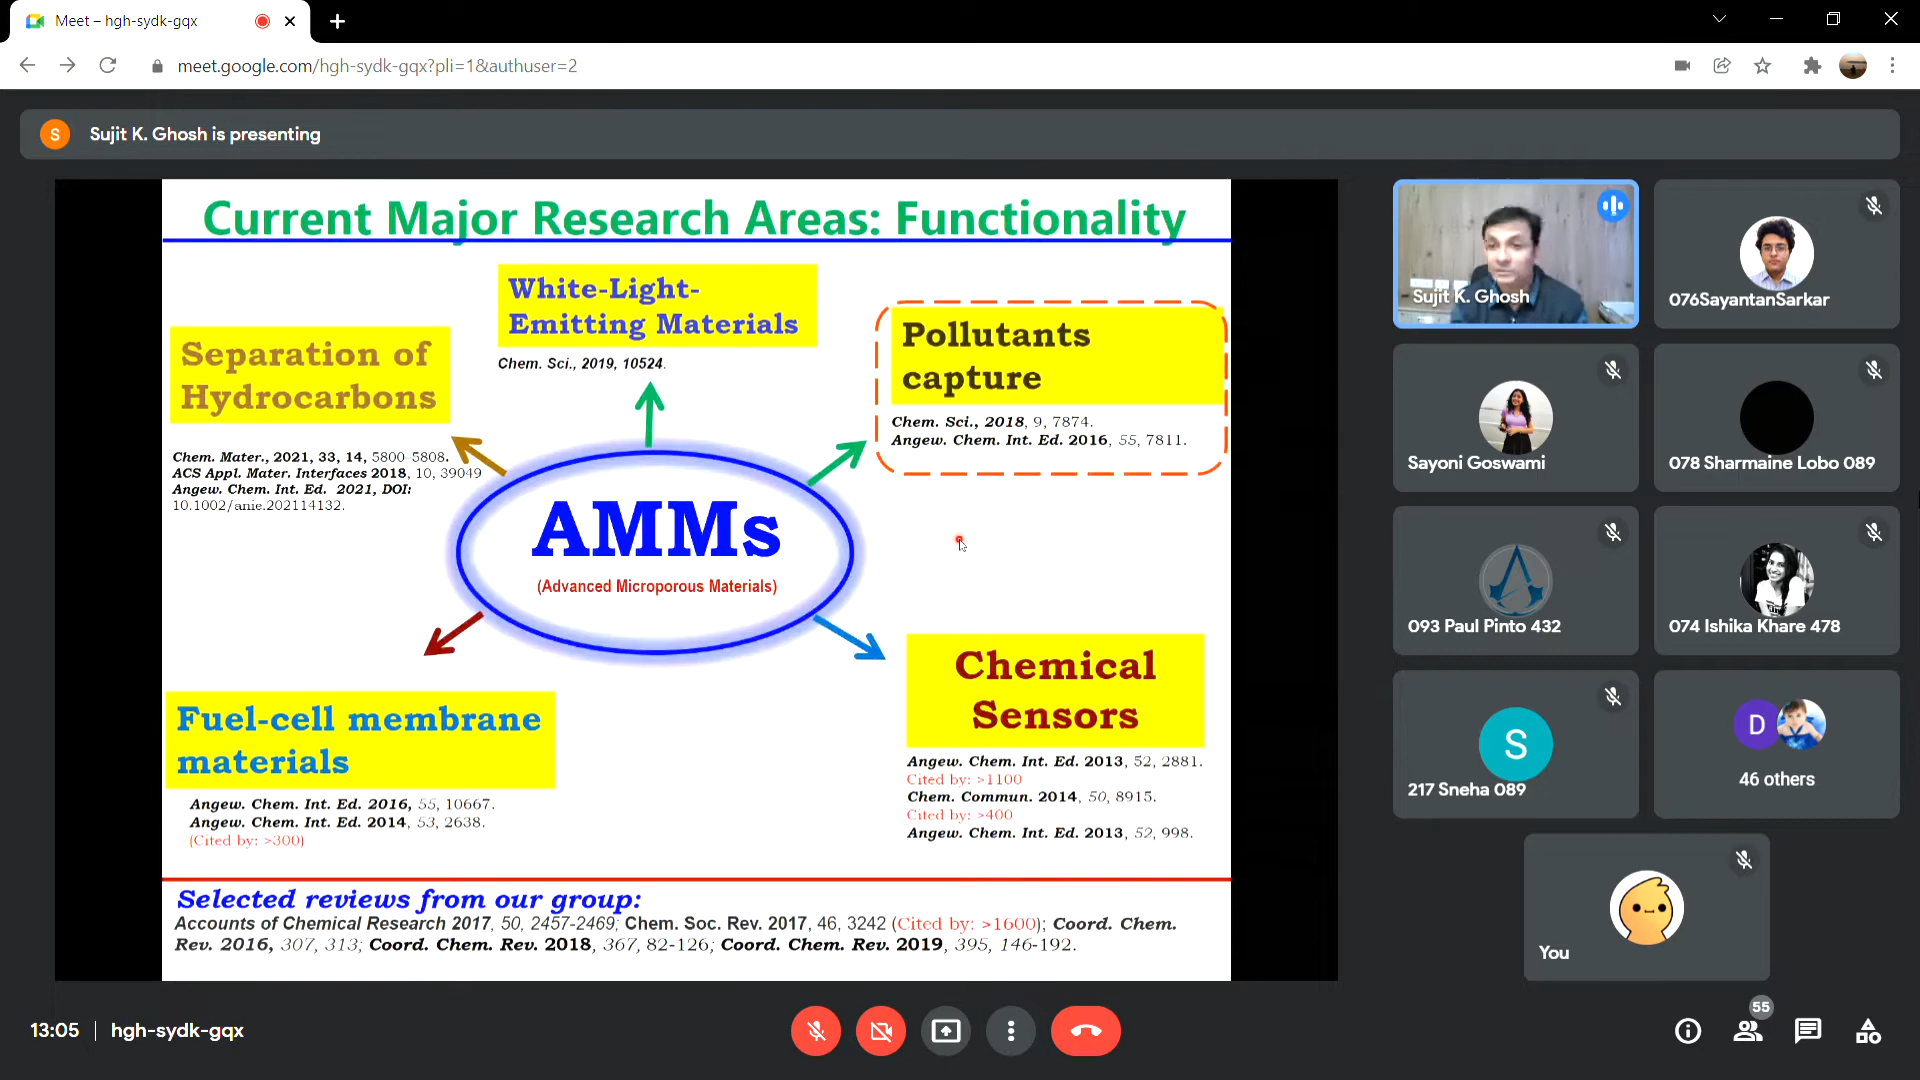 Meet – hgh-sydk-gqx
meet.google.com/hgh-sydk-gqx?pli=1&authuser=2
S
Sujit K. Ghosh is presenting
Current Major Research Areas: Functionality
White-Light-
Emitting Materials
Chem. Sci., 2019, 10524.
Separation of
Hydrocarbons
Chem. Mater., 2021, 33, 14, 5800–5808.
ACS Appl. Mater. Interfaces 2018, 10, 39049
Angew. Chem. Int. Ed. 2021, DOI:
10.1002/anie.202114132.
Pollutants
capture
Chem. Sci., 2018, 9, 7874.
Angew. Chem. Int. Ed. 2016, 55, 7811.
AMMs
(Advanced Microporous Materials)
Fuel-cell membrane
materials
Angew. Chem. Int. Ed. 2016, 55, 10667.
Angew. Chem. Int. Ed. 2014, 53, 2638.
(Cited by: >300)
Chemical
Sensors
Angew. Chem. Int. Ed. 2013, 52, 2881.
Cited by: >1100
Chem. Commun. 2014, 50, 8915.
Cited by: >400
Angew. Chem. Int. Ed. 2013, 52, 998.
Selected reviews from our group:
Accounts of Chemical Research 2017, 50, 2457-2469; Chem. Soc. Rev. 2017, 46, 3242 (Cited by: >1600); Coord. Chem.
Rev. 2016, 307, 313; Coord. Chem. Rev. 2018, 367, 82-126; Coord. Chem. Rev. 2019, 395, 146-192.
Sujit K. Ghosh
076SayantanSarkar
Sayoni Goswami
078 Sharmaine Lobo 089
093 Paul Pinto 432
074 Ishika Khare 478
S
217 Sneha 089
D
46 others
You
13:05
hgh-sydk-gqx
55